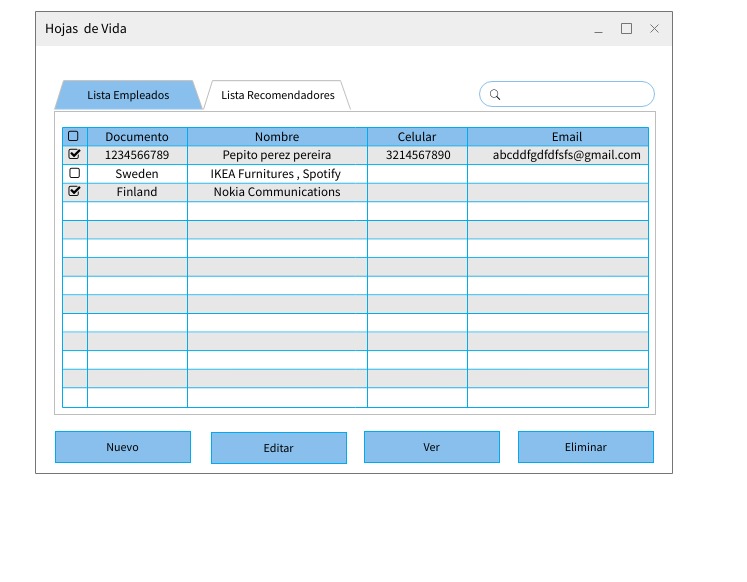 Hojas de Vida
Lista Empleados Lista Recomendadores
Documento Nombre Celular Email
1234566789 Pepito perez pereira 3214567890 abcddfgdfdfsfs@gmail.com
Sweden IKEA Furnitures , Spotify
Finland Nokia Communications
Nuevo Editar Ver Eliminar